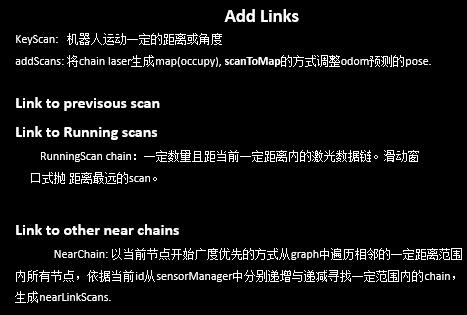 Add Links
KeyScan: 机器人运动一定的距离或角度
addScans: 将chain laser生成map(occupy), scanToMap的方式调整odom预测的pose.
Link to previsous scan
Link to Running scans
RunningScan chain：一定数量且距当前一定距离内的激光数据链。滑动窗
口式抛 距离最远的scan。
Link to other near chains
NearChain: 以当前节点开始广度优先的方式从graph中遍历相邻的一定距离范围
内所有节点，依据当前id从sensorManager中分别递增与递减寻找一定范围内的chain，
生成nearLinkScans.